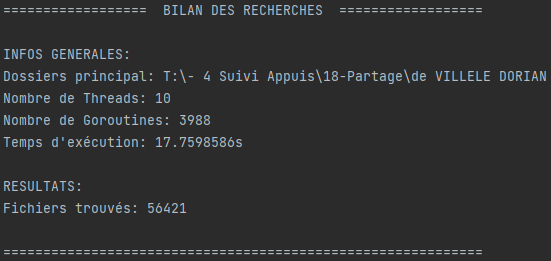 ==================  BILAN DES RECHERCHES  ==================
INFOS GENERALES:
Dossiers principal: T:\- 4 Suivi Appuis\18-Partage\de VILLELE DORIAN
Nombre de Threads: 10
Nombre de Goroutines: 3988
Temps d'exécution: 17.7598586s
RESULTATS:
Fichiers trouvés: 56421
============================================================